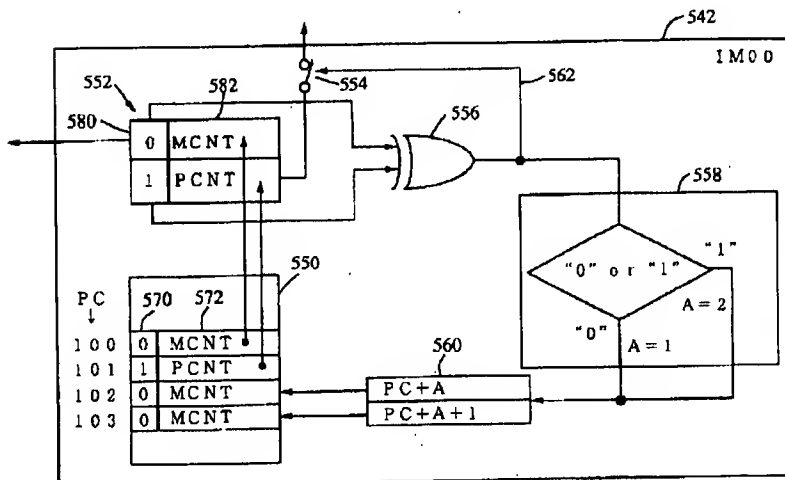 542
IM00
552
582
554
562
580
556
0 MCNT
1 PCNT
558
"0" or "1"
"1"
A=2
"0"
A=1
550
PC
570
572
↓
100 0 MCNT
101 1 PCNT
102 0 MCNT
103 0 MCNT
560
PC+A
PC+A+1